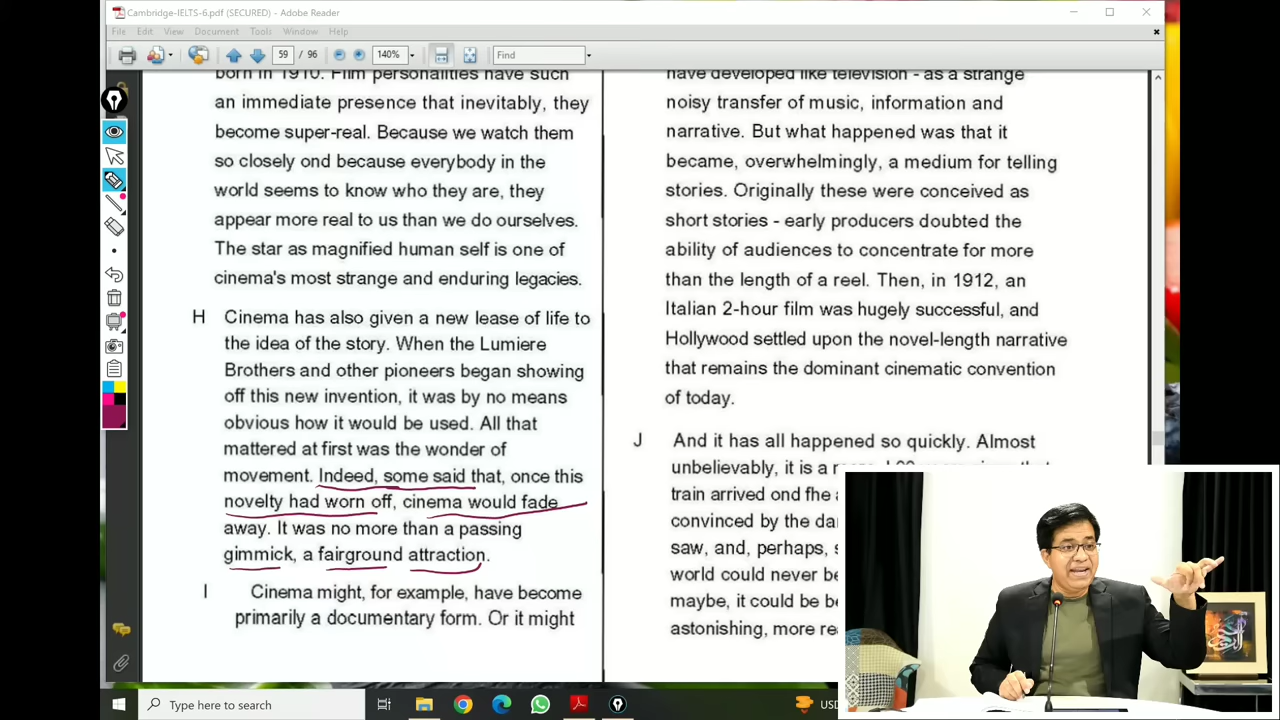 Cambridge-IELTS-6.pdf (SECURED) - Adobe Reader
File Edit View Document Tools Window Help
59 / 96 140% Find
born in 1910. Film personalities have such
an immediate presence that inevitably, they
become super-real. Because we watch them
so closely ond because everybody in the
world seems to know who they are, they
appear more real to us than we do ourselves.
The star as magnified human self is one of
cinema's most strange and enduring legacies.
H Cinema has also given a new lease of life to
the idea of the story. When the Lumiere
Brothers and other pioneers began showing
off this new invention, it was by no means
obvious how it would be used. All that
mattered at first was the wonder of
movement. Indeed, some said that, once this
novelty had worn off, cinema would fade
away. It was no more than a passing
gimmick, a fairground attraction.
I Cinema might, for example, have become
primarily a documentary form. Or it might
have developed like television - as a strange
noisy transfer of music, information and
narrative. But what happened was that it
became, overwhelmingly, a medium for telling
stories. Originally these were conceived as
short stories - early producers doubted the
ability of audiences to concentrate for more
than the length of a reel. Then, in 1912, an
Italian 2-hour film was hugely successful, and
Hollywood settled upon the novel-length narrative
that remains the dominant cinematic convention
of today.
J And it has all happened so quickly. Almost
unbelievably, it is a
train arrived ond fhe
convinced by the
saw, and, perhaps,
world could never
maybe, it could be
astonishing, more
Type here to search